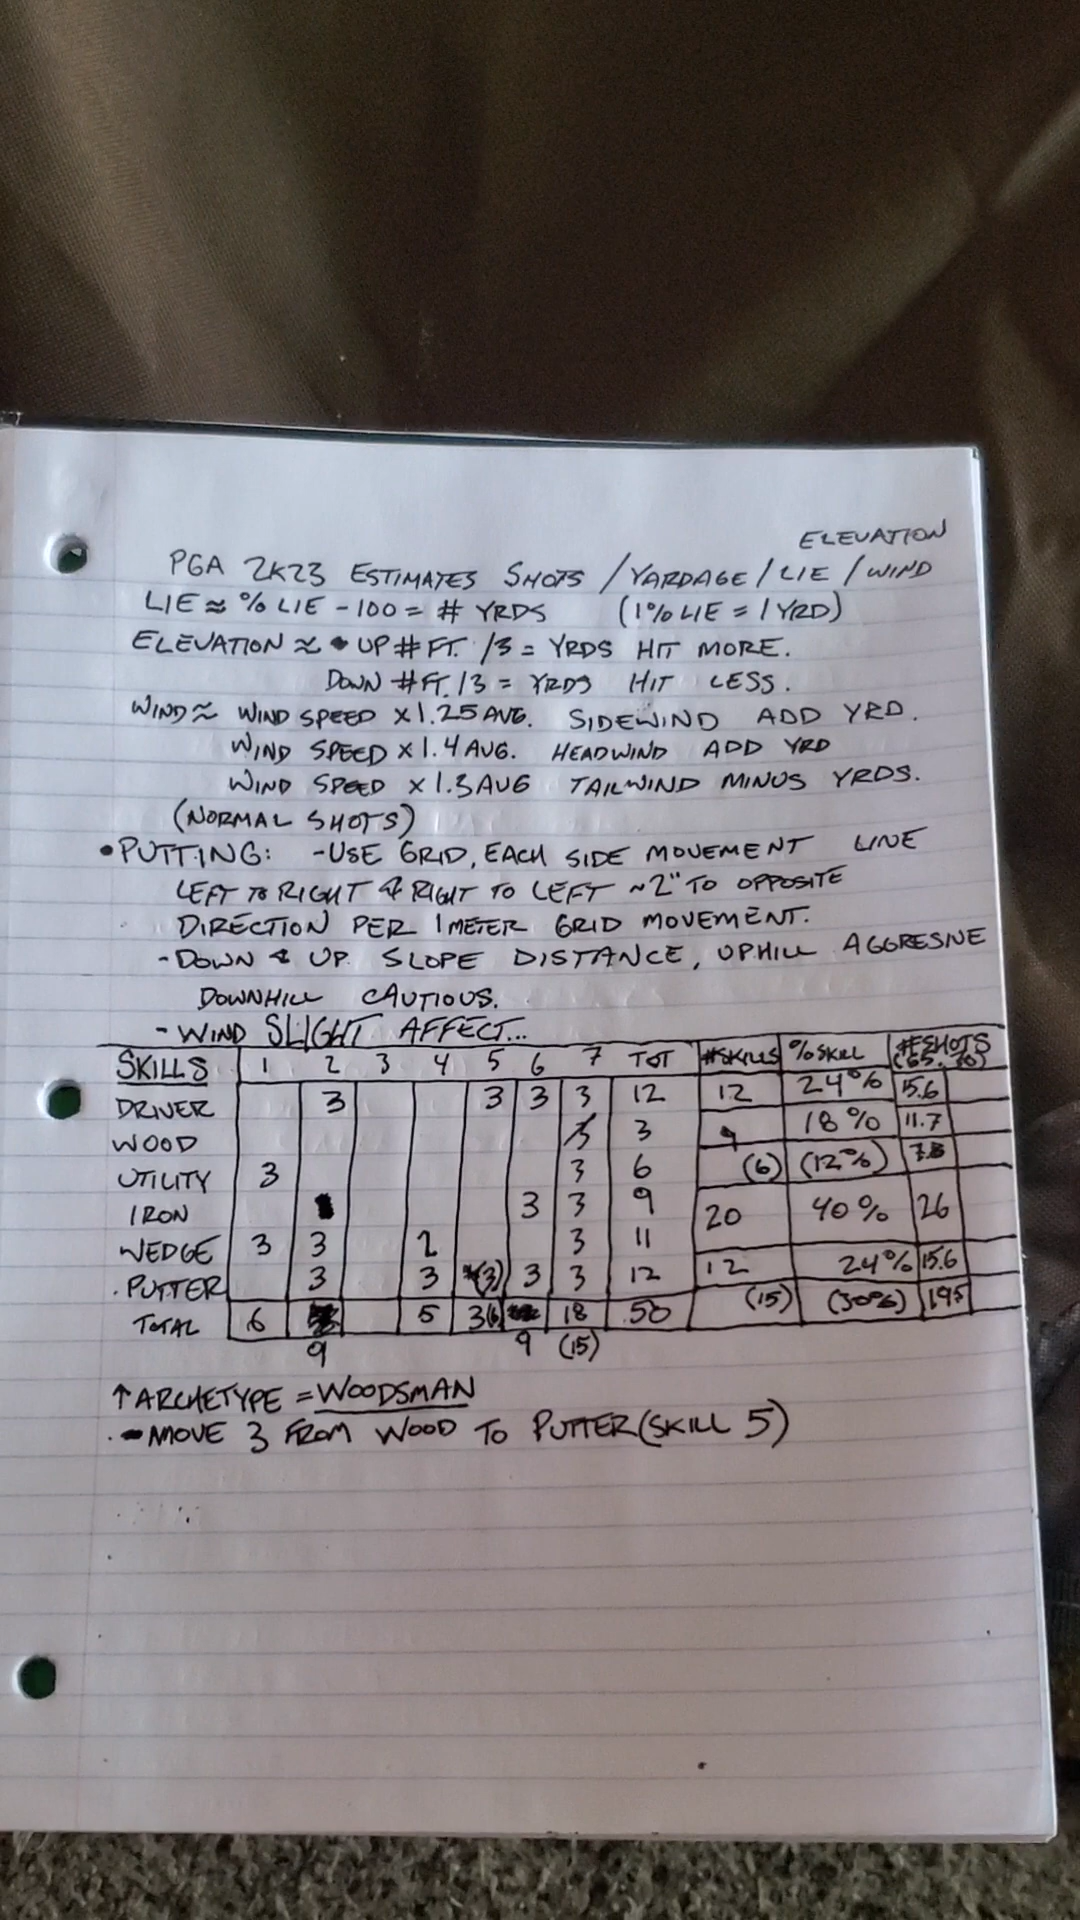 ELEVATION
PGA 2K23 ESTIMATES SHOTS / YARDAGE / LIE / WIND
LIE ≈ % LIE - 100 = # YRDS (1% LIE = 1 YRD)
ELEVATION ≈ UP # FT. /3 = YRDS HIT MORE.
DOWN # FT. /3 = YRDS HIT LESS.
WIND ≈ WIND SPEED X 1.25 AVG. SIDEWIND ADD YRD.
WIND SPEED X 1.4 AUG. HEADWIND ADD YRD
WIND SPEED X 1.3 AUG TAILWIND MINUS YRDS.
(NORMAL SHOTS)
• PUTTING: - USE GRID, EACH SIDE MOVEMENT LINE
LEFT TO RIGHT & RIGHT TO LEFT ~2" TO OPPOSITE
DIRECTION PER 1 METER GRID MOVEMENT.
- DOWN & UP SLOPE DISTANCE, UPHILL AGGRESIVE
DOWNHILL CAUTIOUS.
- WIND SLIGHT AFFECT...
SKILLS 1 2 3 4 5 6 7 TOT #SKILLS % SKILL #SHOTS
DRIVER 3 3 3 3 12 12 24% 15.6
WOOD 3 3 9 18% 11.7
UTILITY 3 3 6 (6) (12%) 7.8
IRON 3 3 9 20 40% 26
WEDGE 3 3 2 3 11
PUTTER 3 3 (3) 3 3 12 12 24% 15.6
TOTAL 6 5 3 18 50 (15) (30%)
9 9 (15)
↑ ARCHETYPE = WOODSMAN
- MOVE 3 FROM WOOD TO PUTTER (SKILL 5)